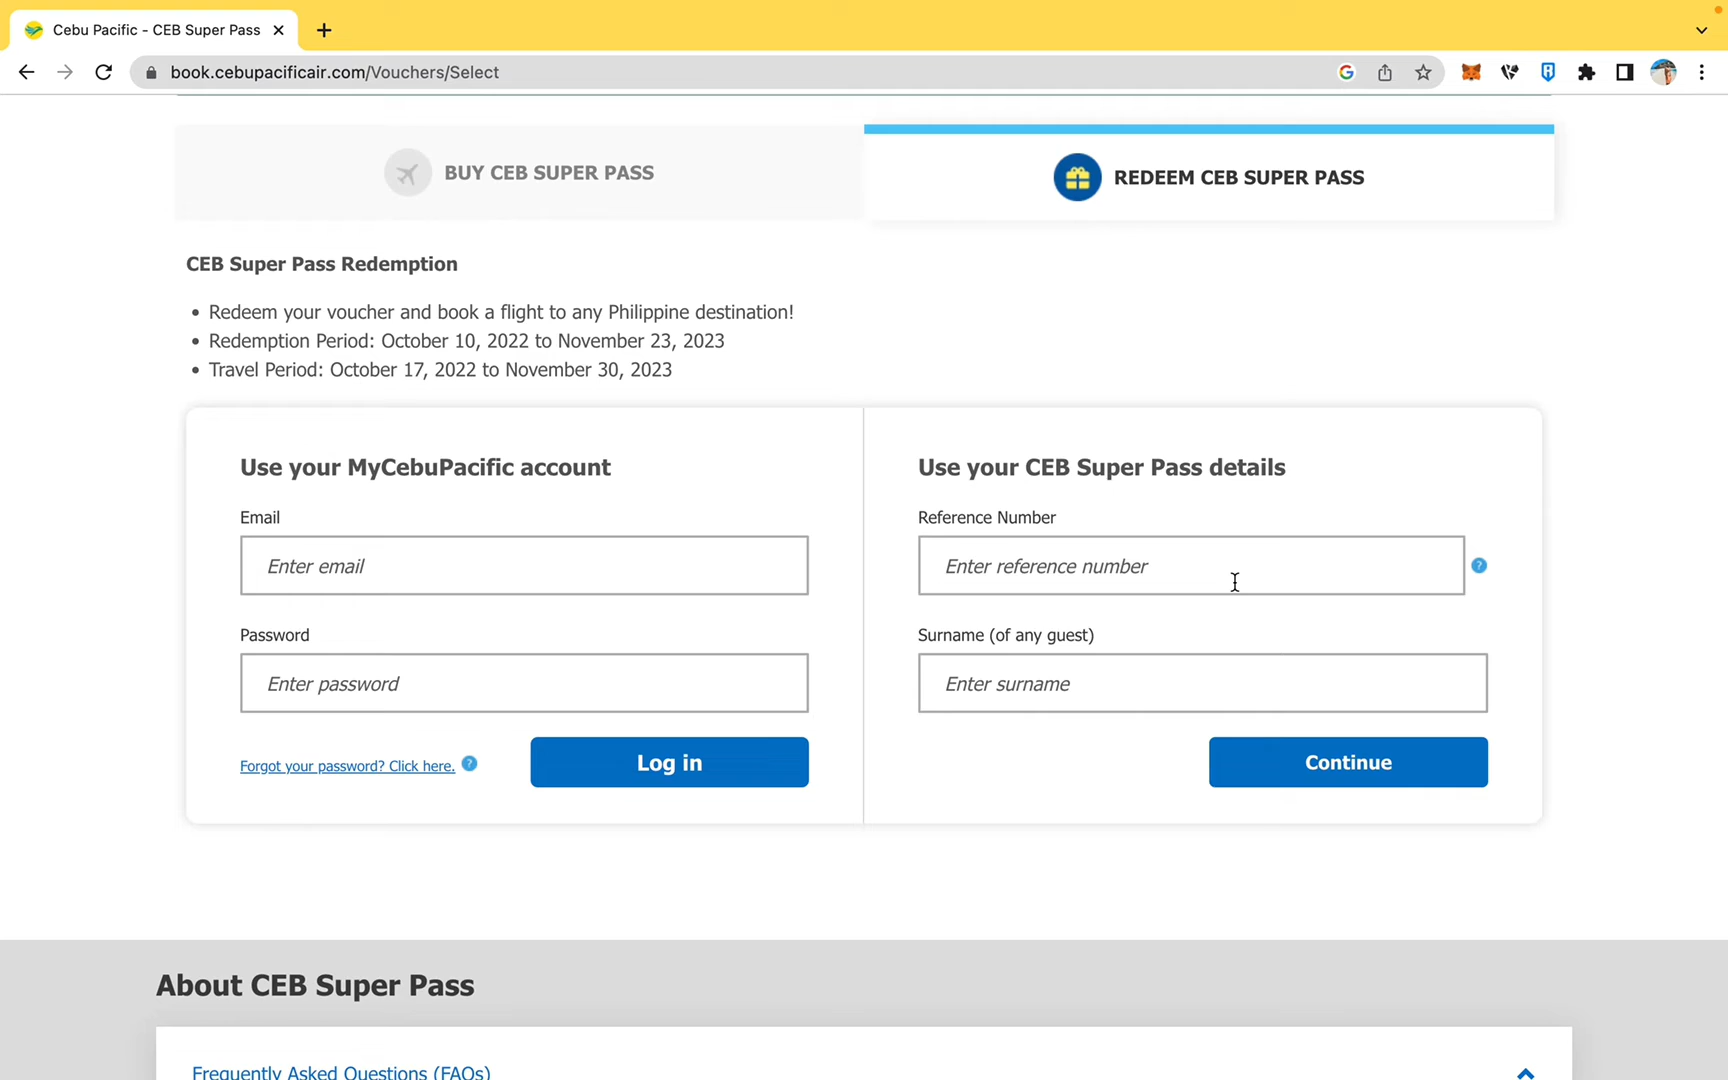 Cebu Pacific - CEB Super Pass
book.cebupacificair.com/Vouchers/Select
BUY CEB SUPER PASS
REDEEM CEB SUPER PASS
CEB Super Pass Redemption
• Redeem your voucher and book a flight to any Philippine destination!
• Redemption Period: October 10, 2022 to November 23, 2023
• Travel Period: October 17, 2022 to November 30, 2023
Use your MyCebuPacific account
Email
Enter email
Password
Enter password
Forgot your password? Click here. ?
Log in
Use your CEB Super Pass details
Reference Number
Enter reference number
?
Surname (of any guest)
Enter surname
Continue
About CEB Super Pass
Frequently Asked Questions (FAQs)